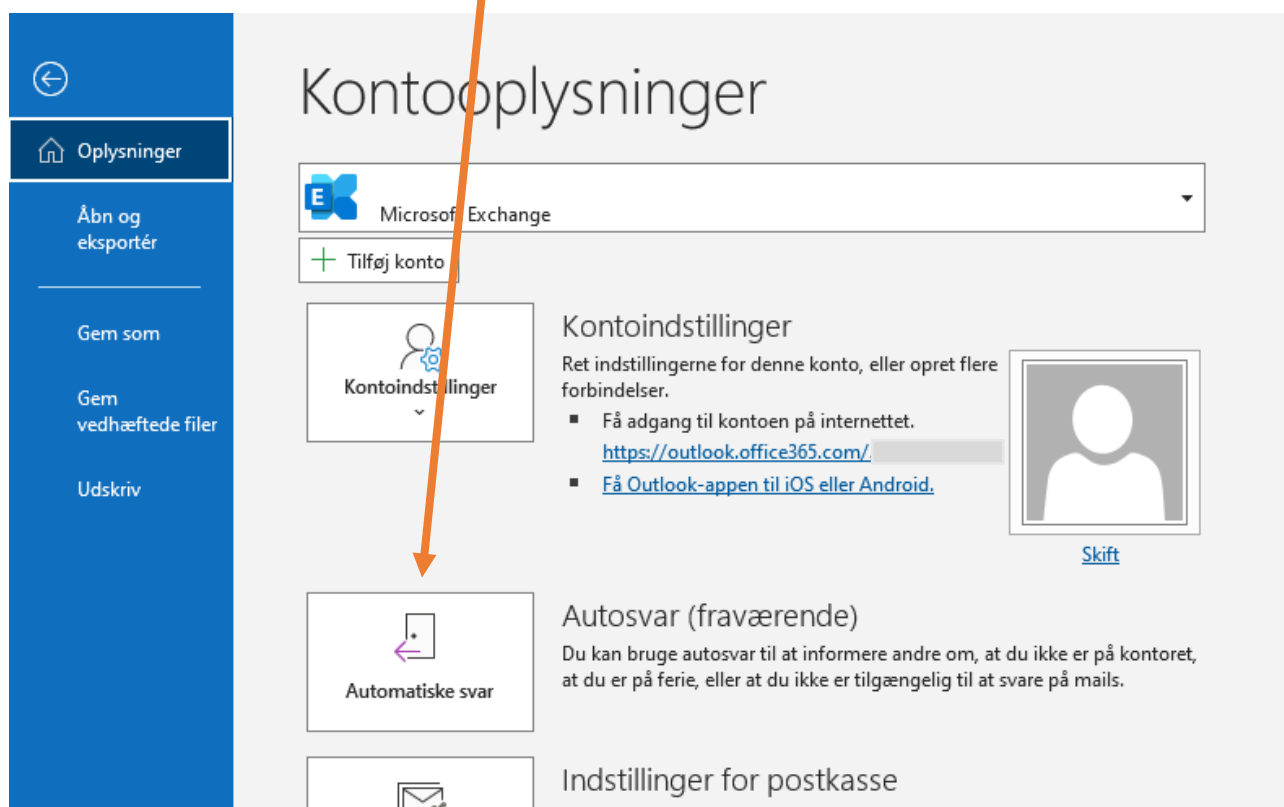 Kontooplysninger
Oplysninger
Åbn og
eksportér
Gem som
Gem
vedhæftede filer
Udskriv
E
Microsoft Exchange
Tilføj konto
Kontoindstillinger
Kontoindstillinger
Ret indstillingerne for denne konto, eller opret flere
forbindelser.
Få adgang til kontoen på internettet.
https://outlook.office365.com/
Få Outlook-appen til iOS eller Android.
Skift
Automatiske svar
Autosvar (fraværende)
Du kan bruge autosvar til at informere andre om, at du ikke er på kontoret,
at du er på ferie, eller at du ikke er tilgængelig til at svare på mails.
Indstillinger for postkasse